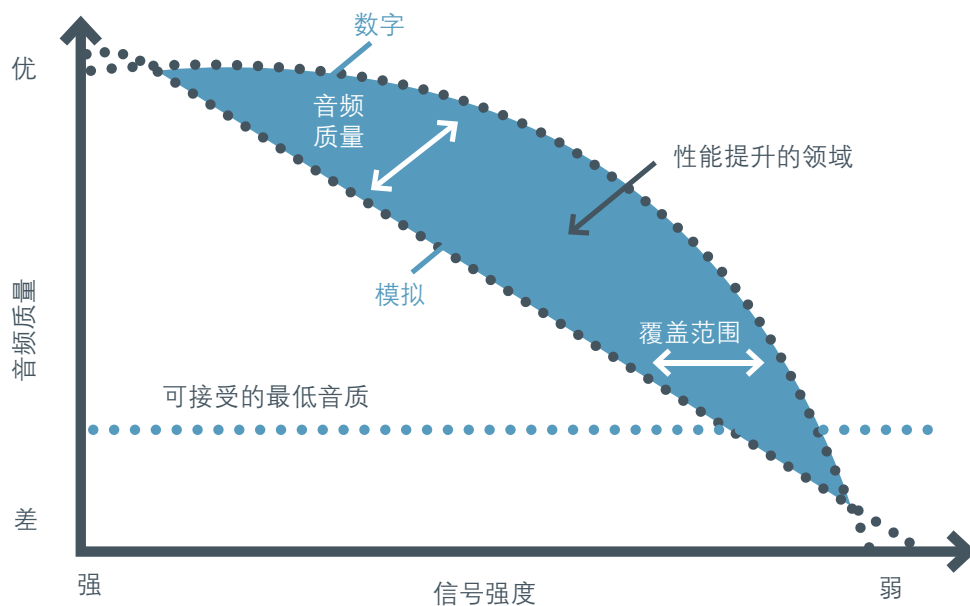 数字
优
音频
质量
性能提升的领域
模拟
音频质量
覆盖范围
可接受的最低音质
差
强
信号强度
弱